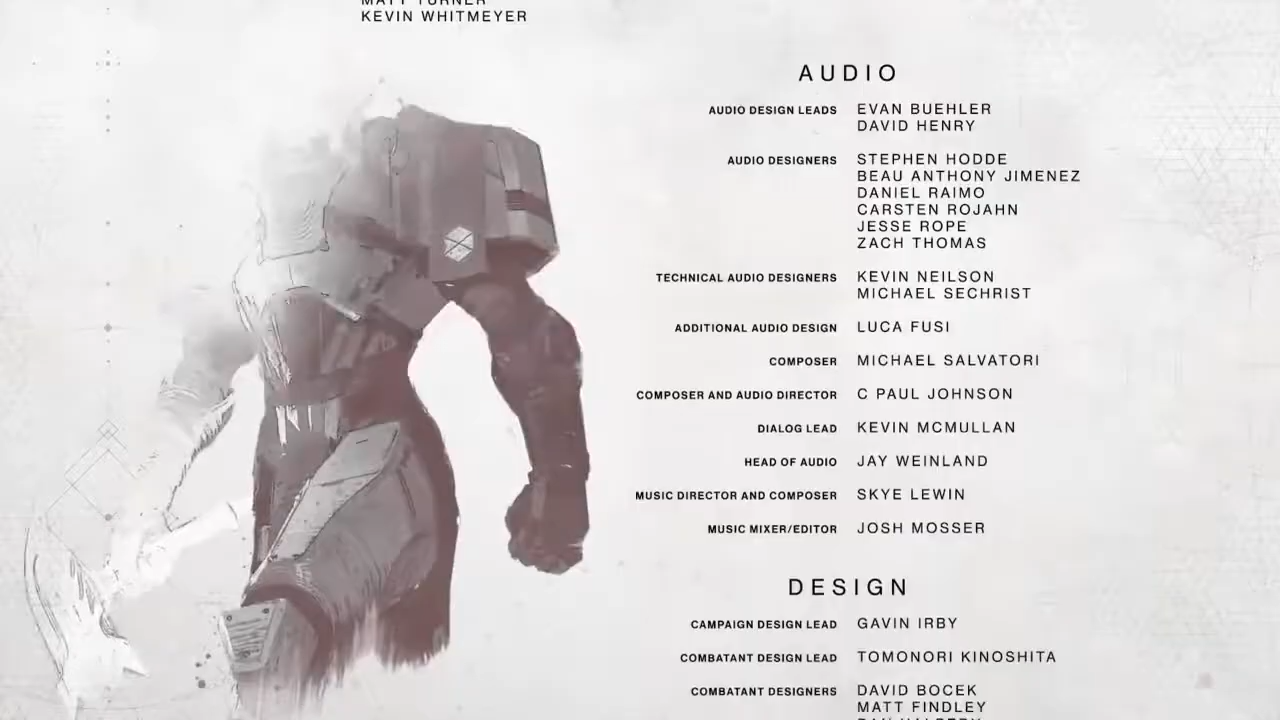 MATT TURNER
KEVIN WHITMEYER
AUDIO
AUDIO DESIGN LEADS EVAN BUEHLER
DAVID HENRY
AUDIO DESIGNERS STEPHEN HODDE
BEAU ANTHONY JIMENEZ
DANIEL RAIMO
CARSTEN ROJAHN
JESSE ROPE
ZACH THOMAS
TECHNICAL AUDIO DESIGNERS KEVIN NEILSON
MICHAEL SECHRIST
ADDITIONAL AUDIO DESIGN LUCA FUSI
COMPOSER MICHAEL SALVATORI
COMPOSER AND AUDIO DIRECTOR C PAUL JOHNSON
DIALOG LEAD KEVIN MCMULLAN
HEAD OF AUDIO JAY WEINLAND
MUSIC DIRECTOR AND COMPOSER SKYE LEWIN
MUSIC MIXER/EDITOR JOSH MOSSER
DESIGN
CAMPAIGN DESIGN LEAD GAVIN IRBY
COMBATANT DESIGN LEAD TOMONORI KINOSHITA
COMBATANT DESIGNERS DAVID BOCEK
MATT FINDLEY